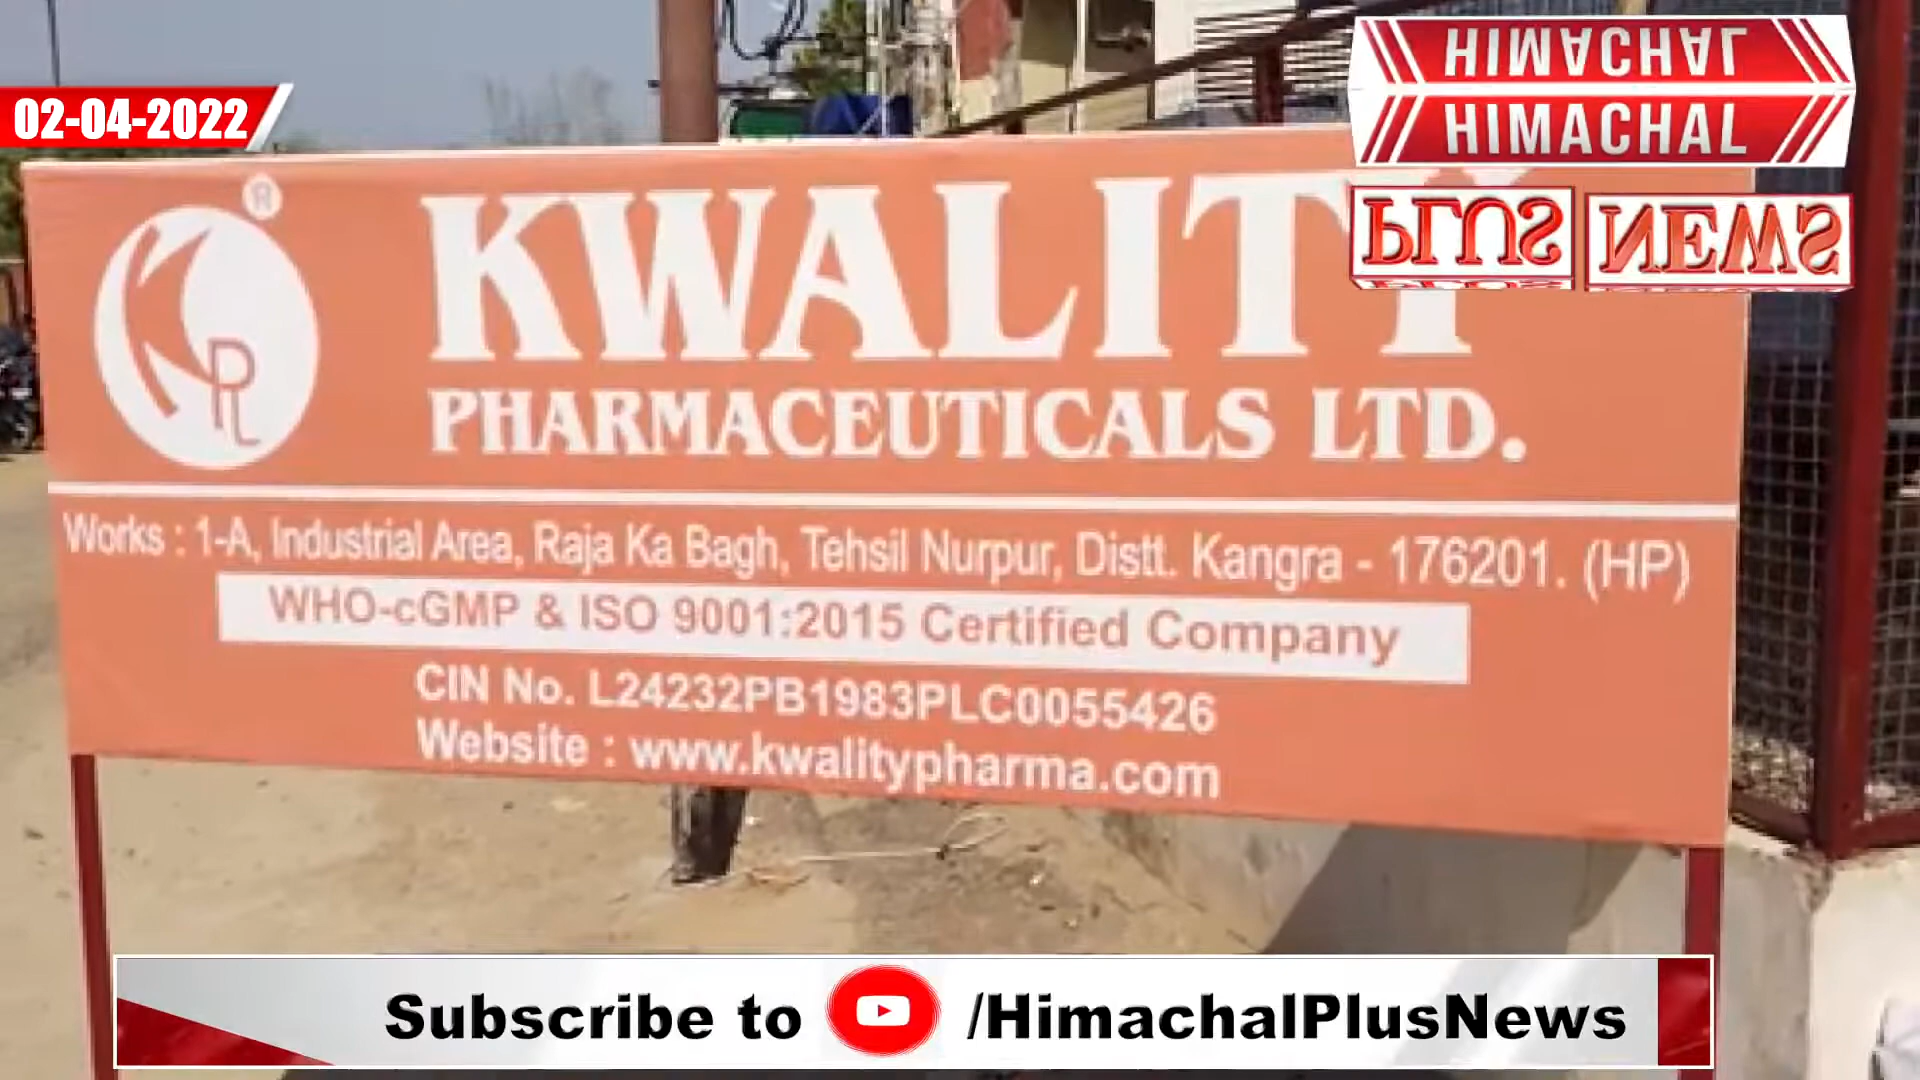 02-04-2022
HIMACHAL
HIMACHAL
PLUS NEWS
®
KPL
KWALITY
PHARMACEUTICALS LTD.
Works : 1-A, Industrial Area, Raja Ka Bagh, Tehsil Nurpur, Distt. Kangra - 176201. (HP)
WHO-cGMP & ISO 9001:2015 Certified Company
CIN No. L24232PB1983PLC0055426
Website : www.kwalitypharma.com
Subscribe to /HimachalPlusNews